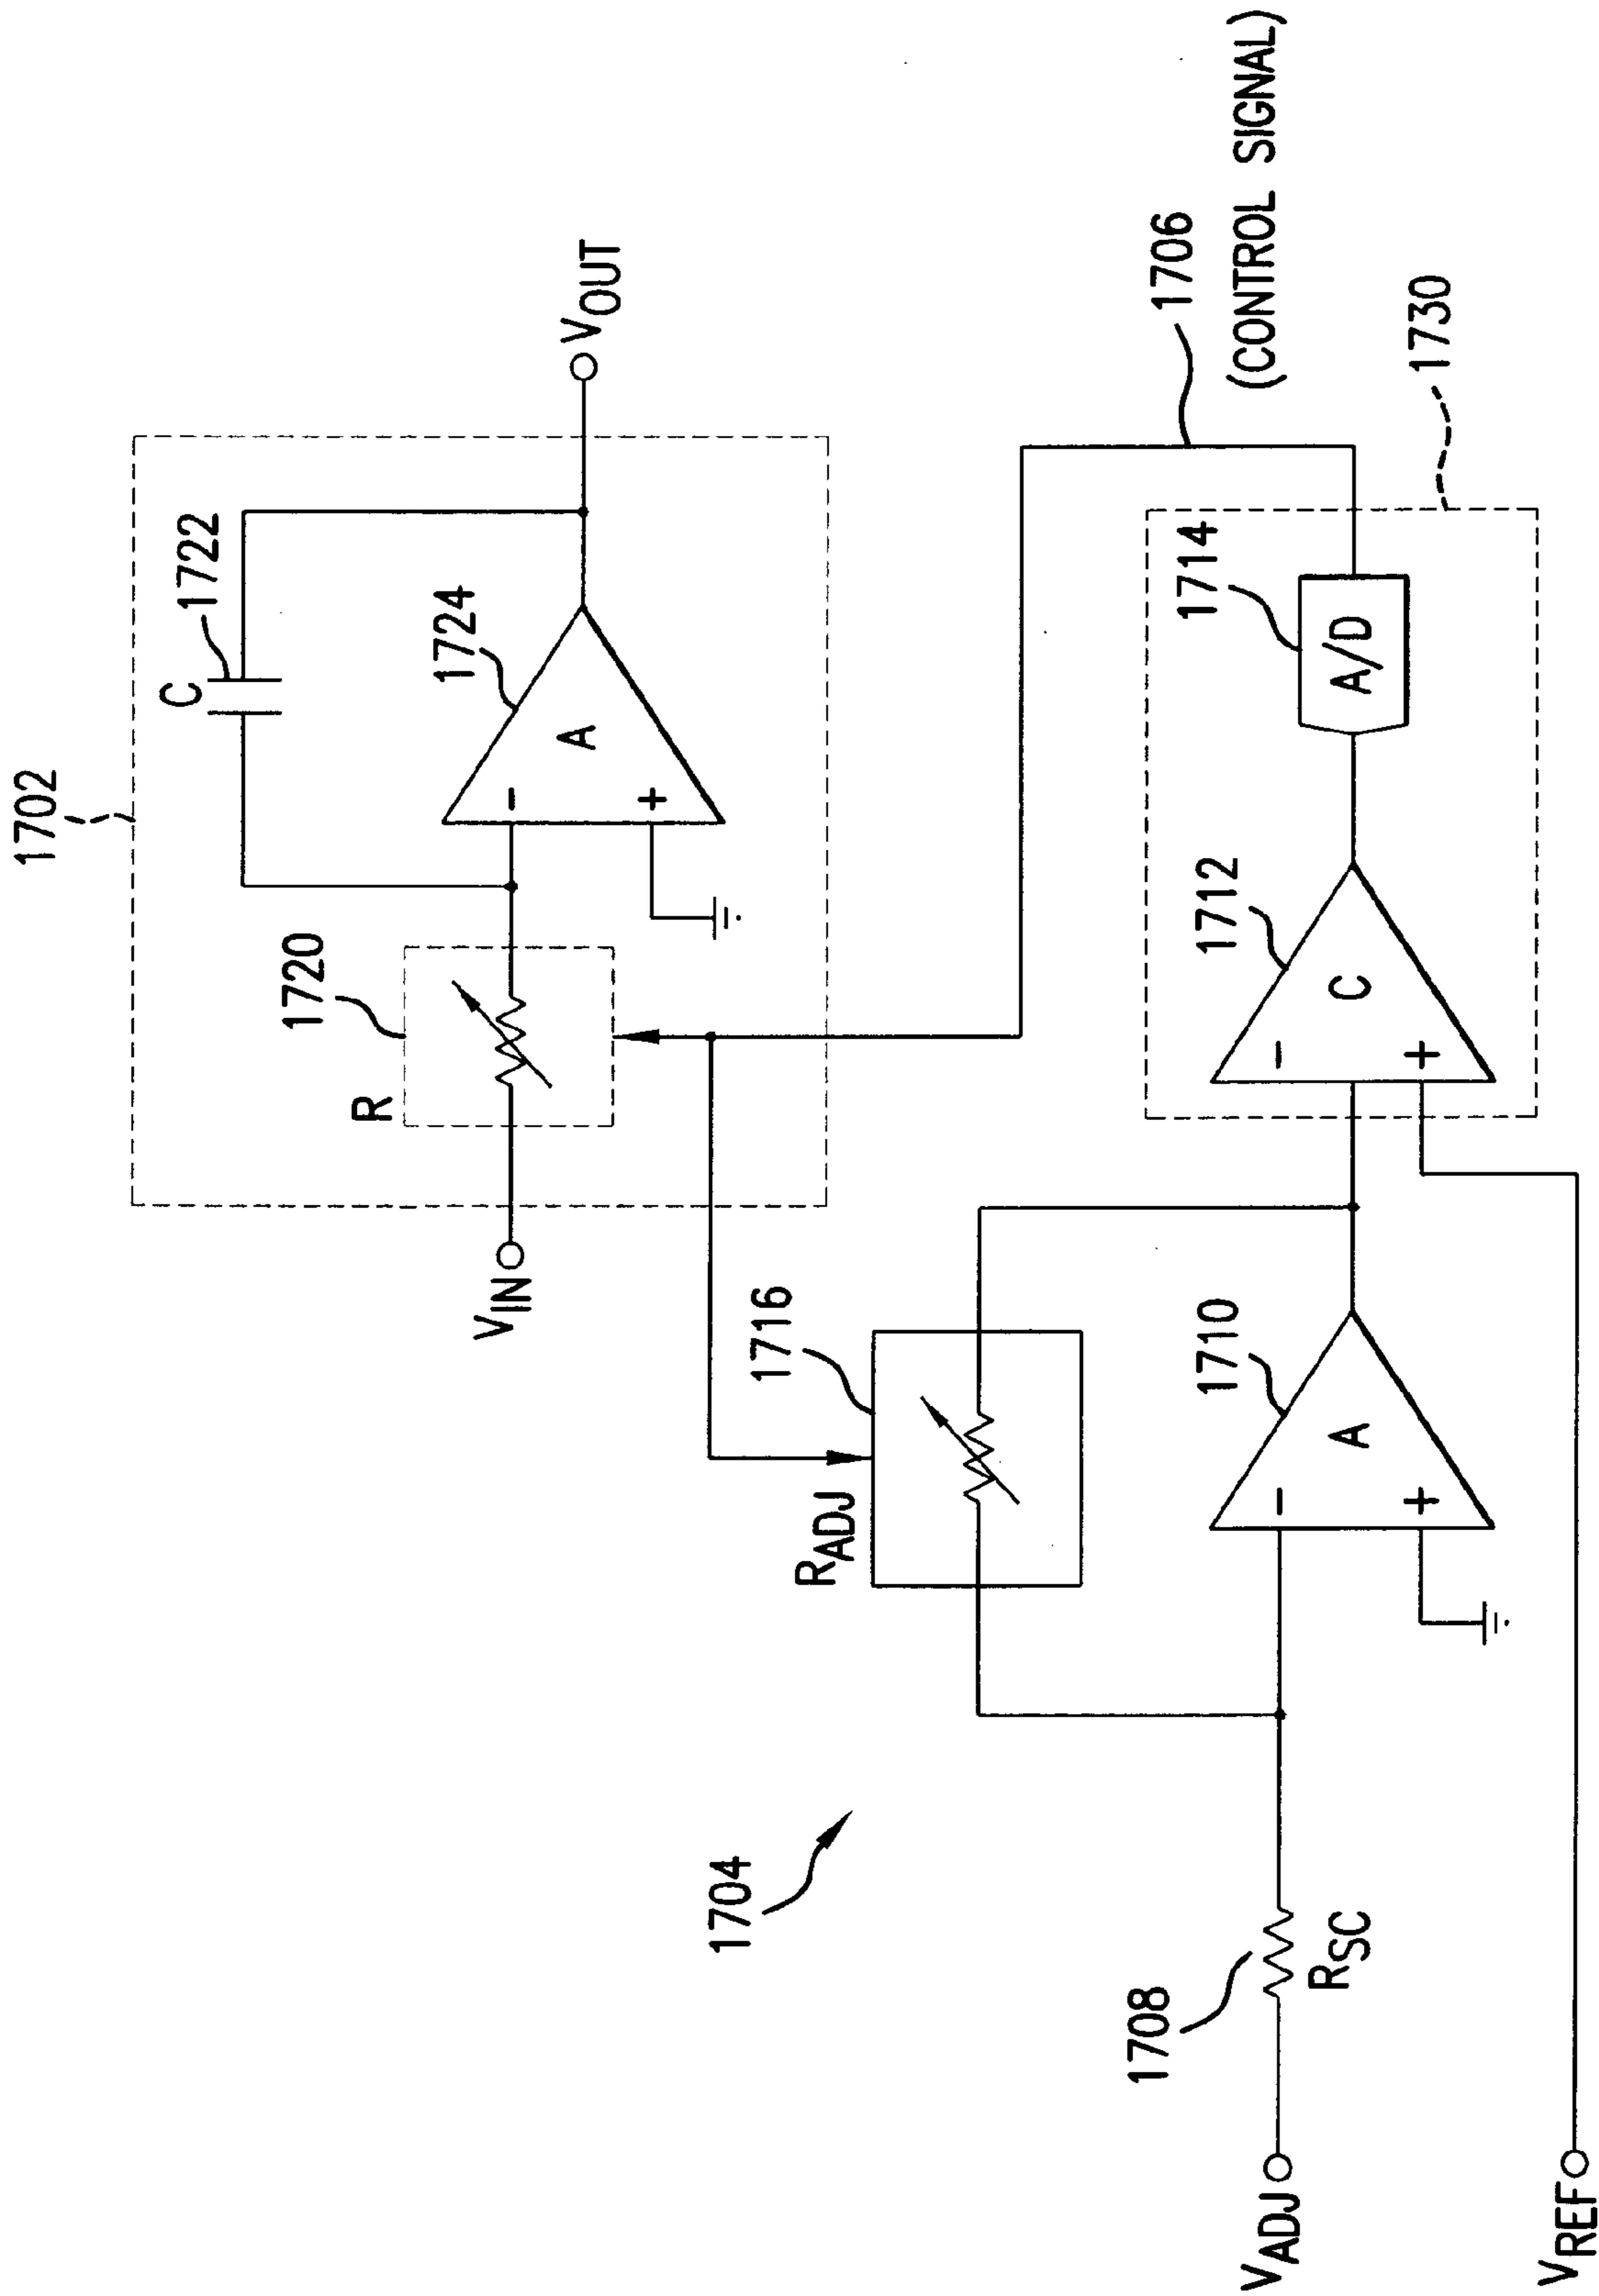 1702
C
1722
1720
R
1724
A
-
+
VIN
VOUT
1716
RADJ
1706
(CONTROL SIGNAL)
1704
1708
RSC
1710
A
-
+
1712
C
-
+
1714
A/D
1730
VADJ
VREF